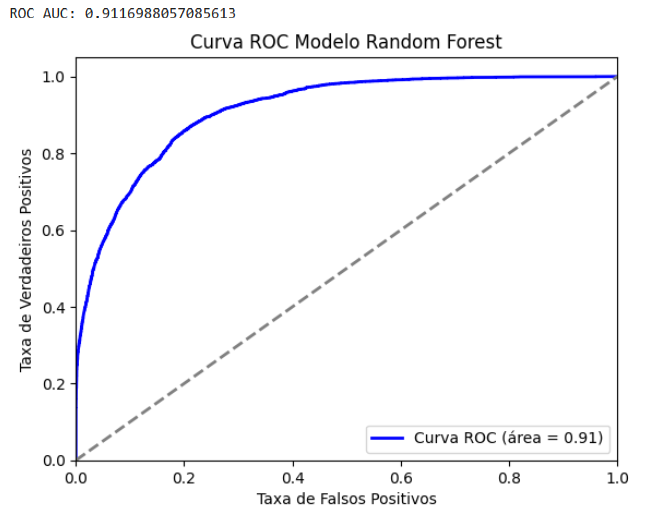 ROC AUC: 0.9116988057085613
Curva ROC Modelo Random Forest
Taxa de Verdadeiros Positivos
1.0
0.8
0.6
0.4
0.2
0.0
Curva ROC (área = 0.91)
0.0 0.2 0.4 0.6 0.8 1.0
Taxa de Falsos Positivos